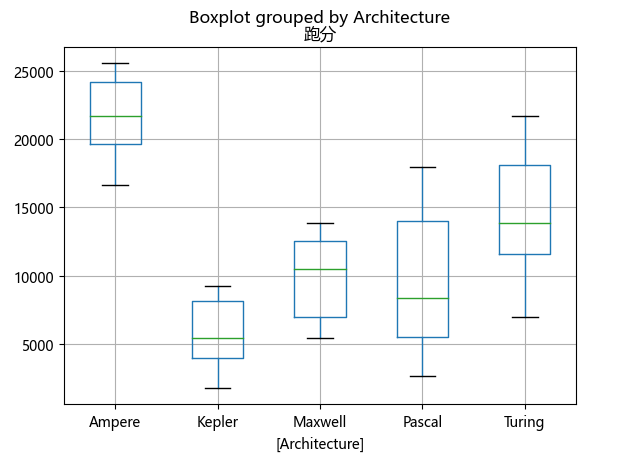 Boxplot grouped by Architecture
跑分
25000
20000
15000
10000
5000
Ampere Kepler Maxwell Pascal Turing
[Architecture]